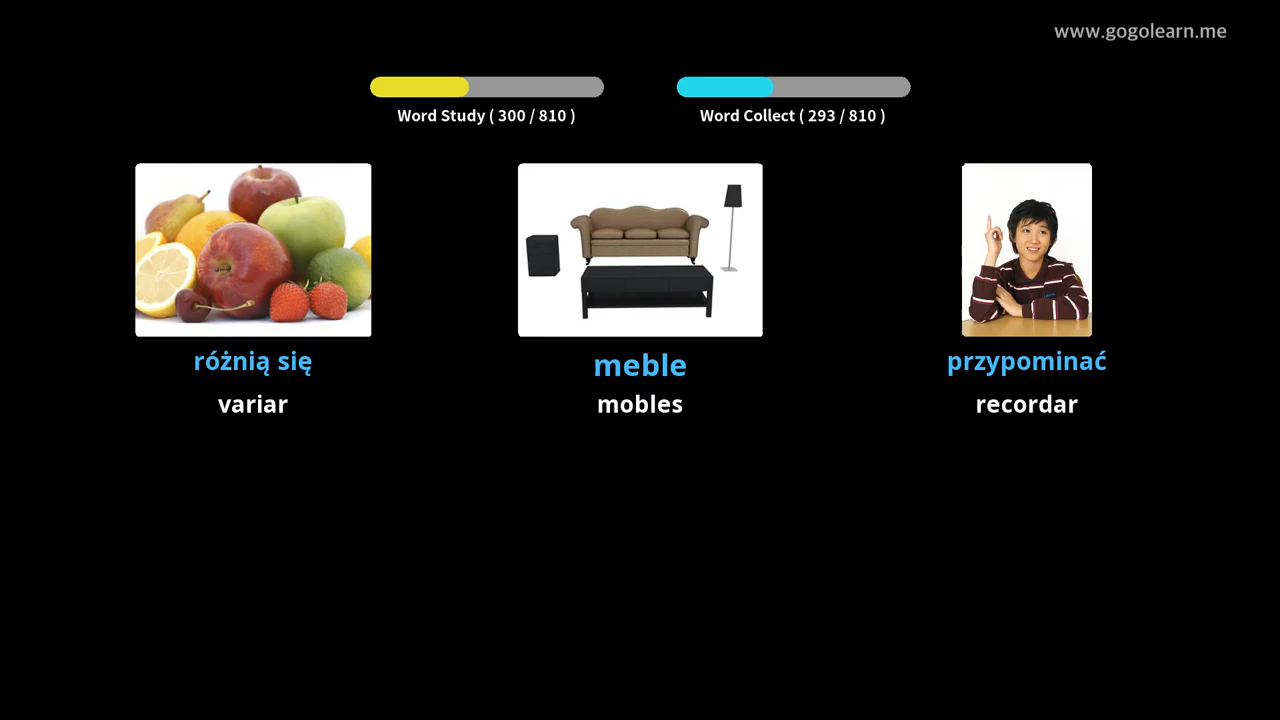 www.gogolearn.me
Word Study ( 300 / 810 )
Word Collect ( 293 / 810 )
różnią się
meble
przypominać
variar
mobles
recordar